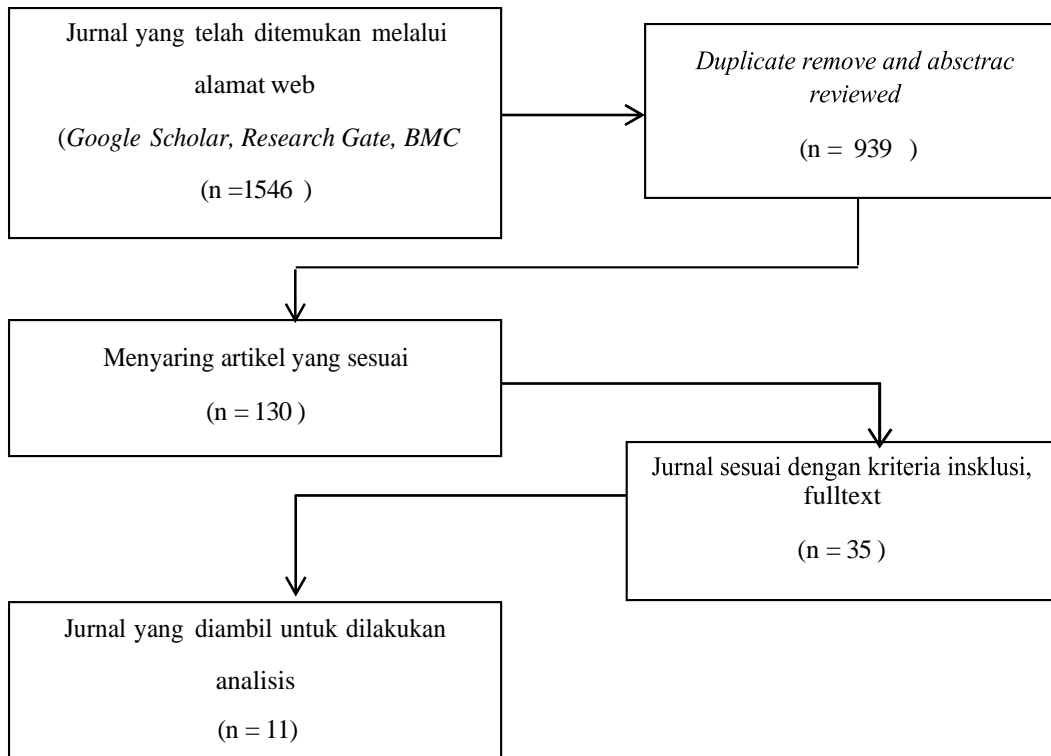 Jurnal yang telah ditemukan melalui
alamat web
(Google Scholar, Research Gate, BMC
(n =1546 )
Duplicate remove and absctrac
reviewed
(n = 939 )
Menyaring artikel yang sesuai
(n = 130 )
Jurnal sesuai dengan kriteria insklusi,
fulltext
(n = 35 )
Jurnal yang diambil untuk dilakukan
analisis
(n = 11)